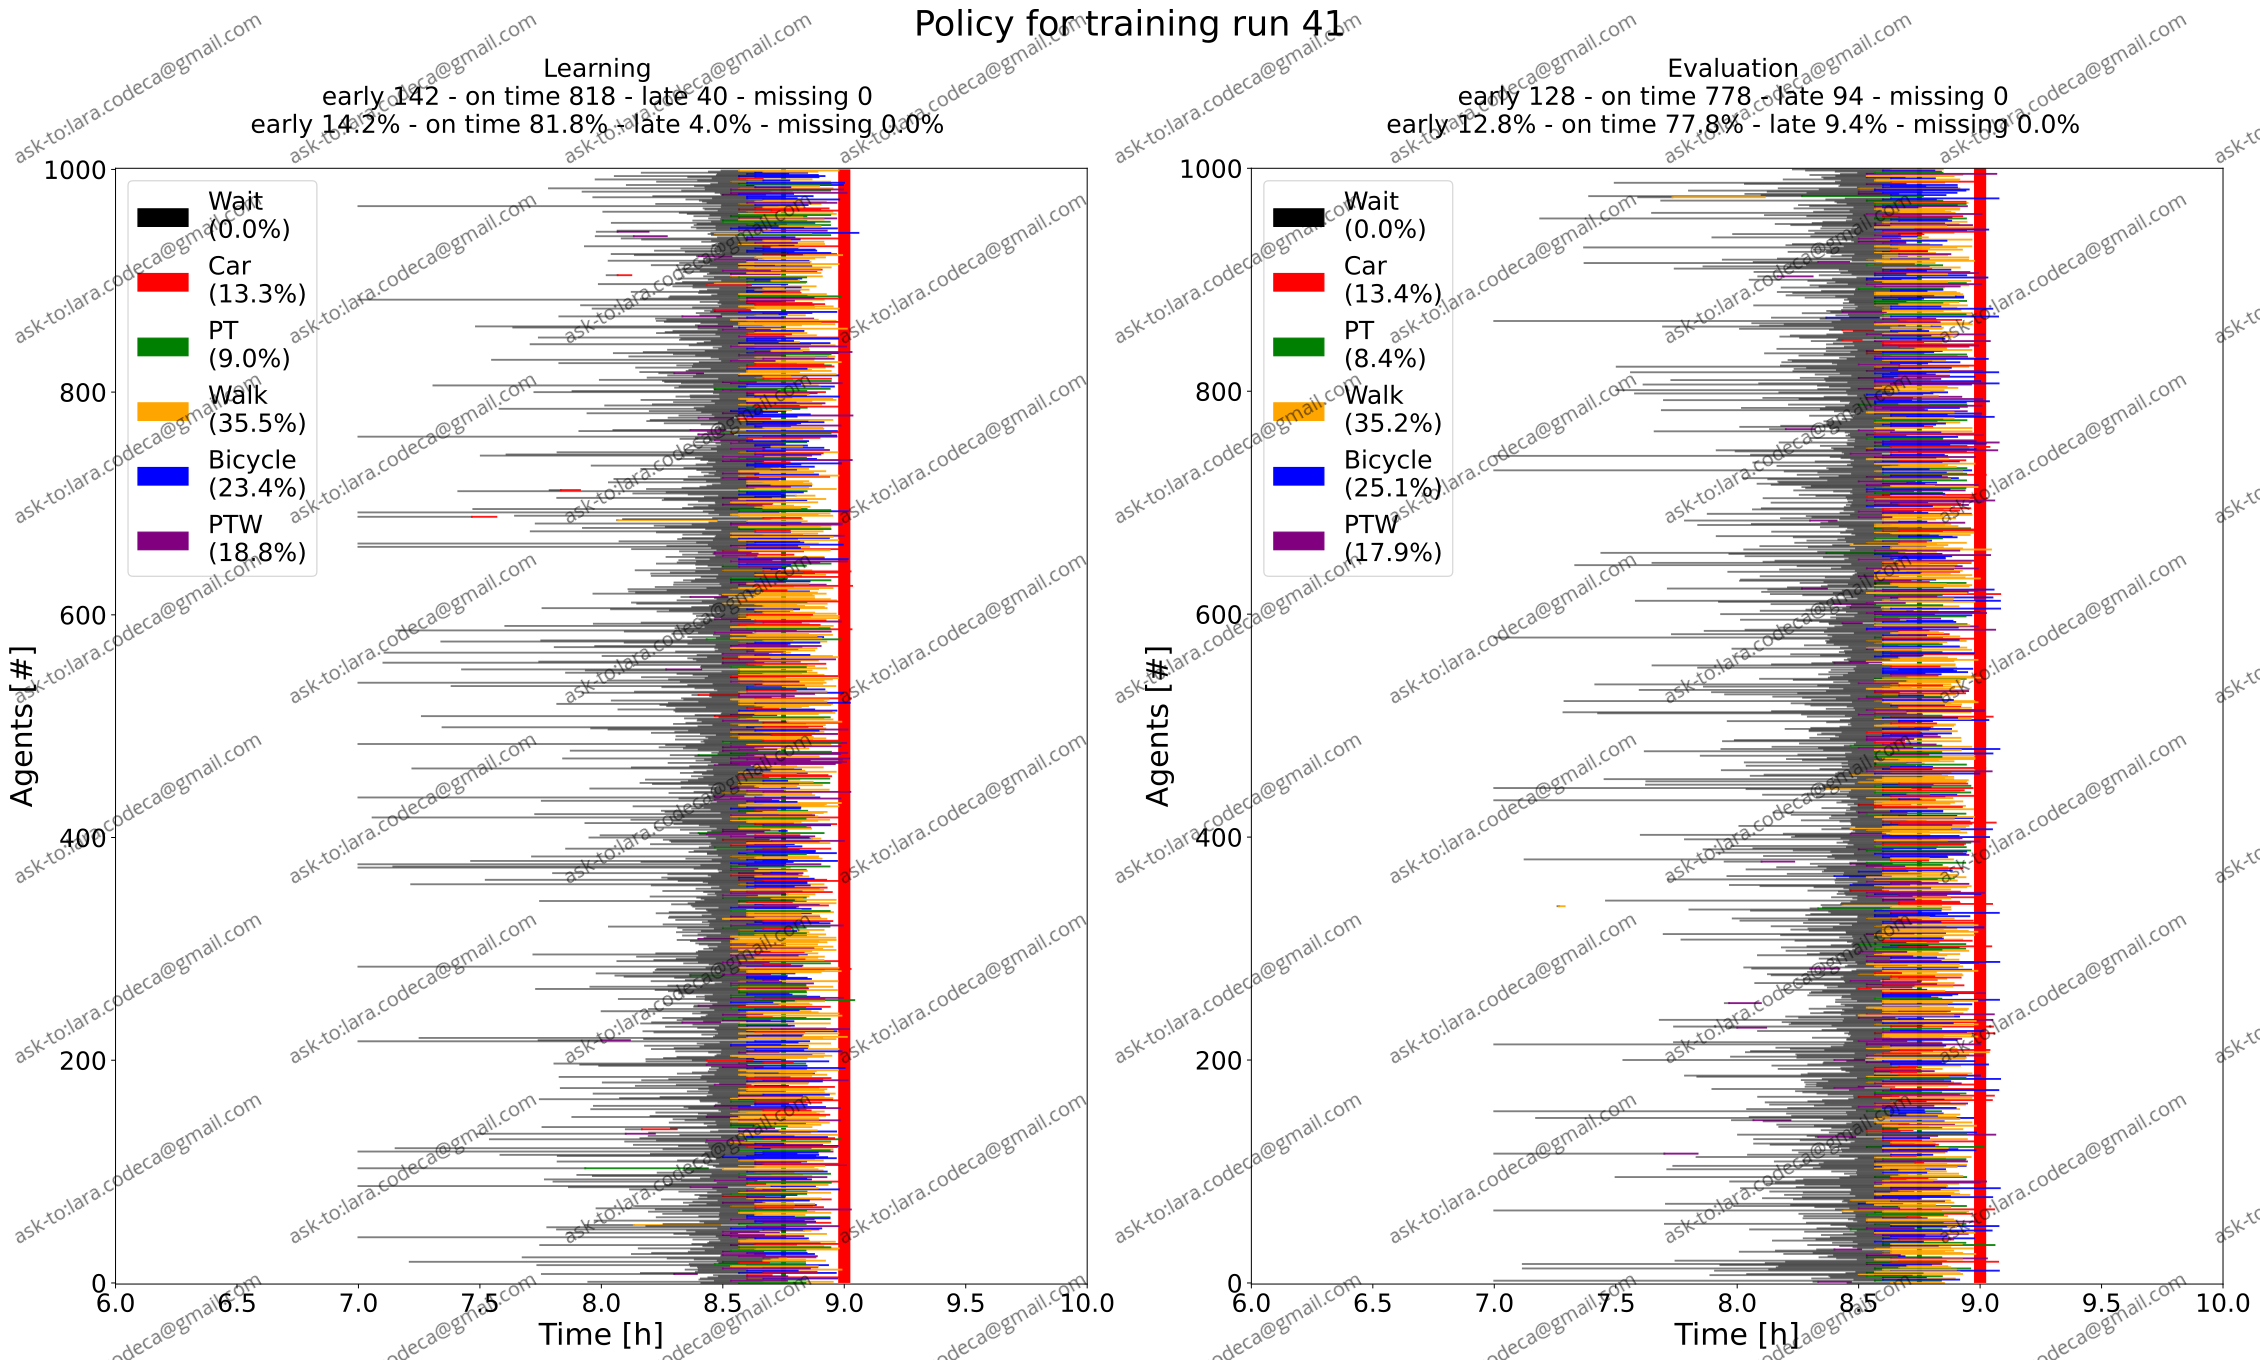 Policy for training run 41
Learning
early 142 - on time 818 - late 40 - missing 0
early 14.2% - on time 81.8% - late 4.0% - missing 0.0%
1000
800
600
400
200
0
Agents [#]
Wait
(0.0%)
Car
(13.3%)
PT
(9.0%)
Walk
(35.5%)
Bicycle
(23.4%)
PTW
(18.8%)
6.0 6.5 7.0 7.5 8.0 8.5 9.0 9.5 10.0
Time [h]
Evaluation
early 128 - on time 778 - late 94 - missing 0
early 12.8% - on time 77.8% - late 9.4% - missing 0.0%
1000
800
600
400
200
0
Agents [#]
Wait
(0.0%)
Car
(13.4%)
PT
(8.4%)
Walk
(35.2%)
Bicycle
(25.1%)
PTW
(17.9%)
6.0 6.5 7.0 7.5 8.0 8.5 9.0 9.5 10.0
Time [h]
ask-to:lara.codeca@gmail.com